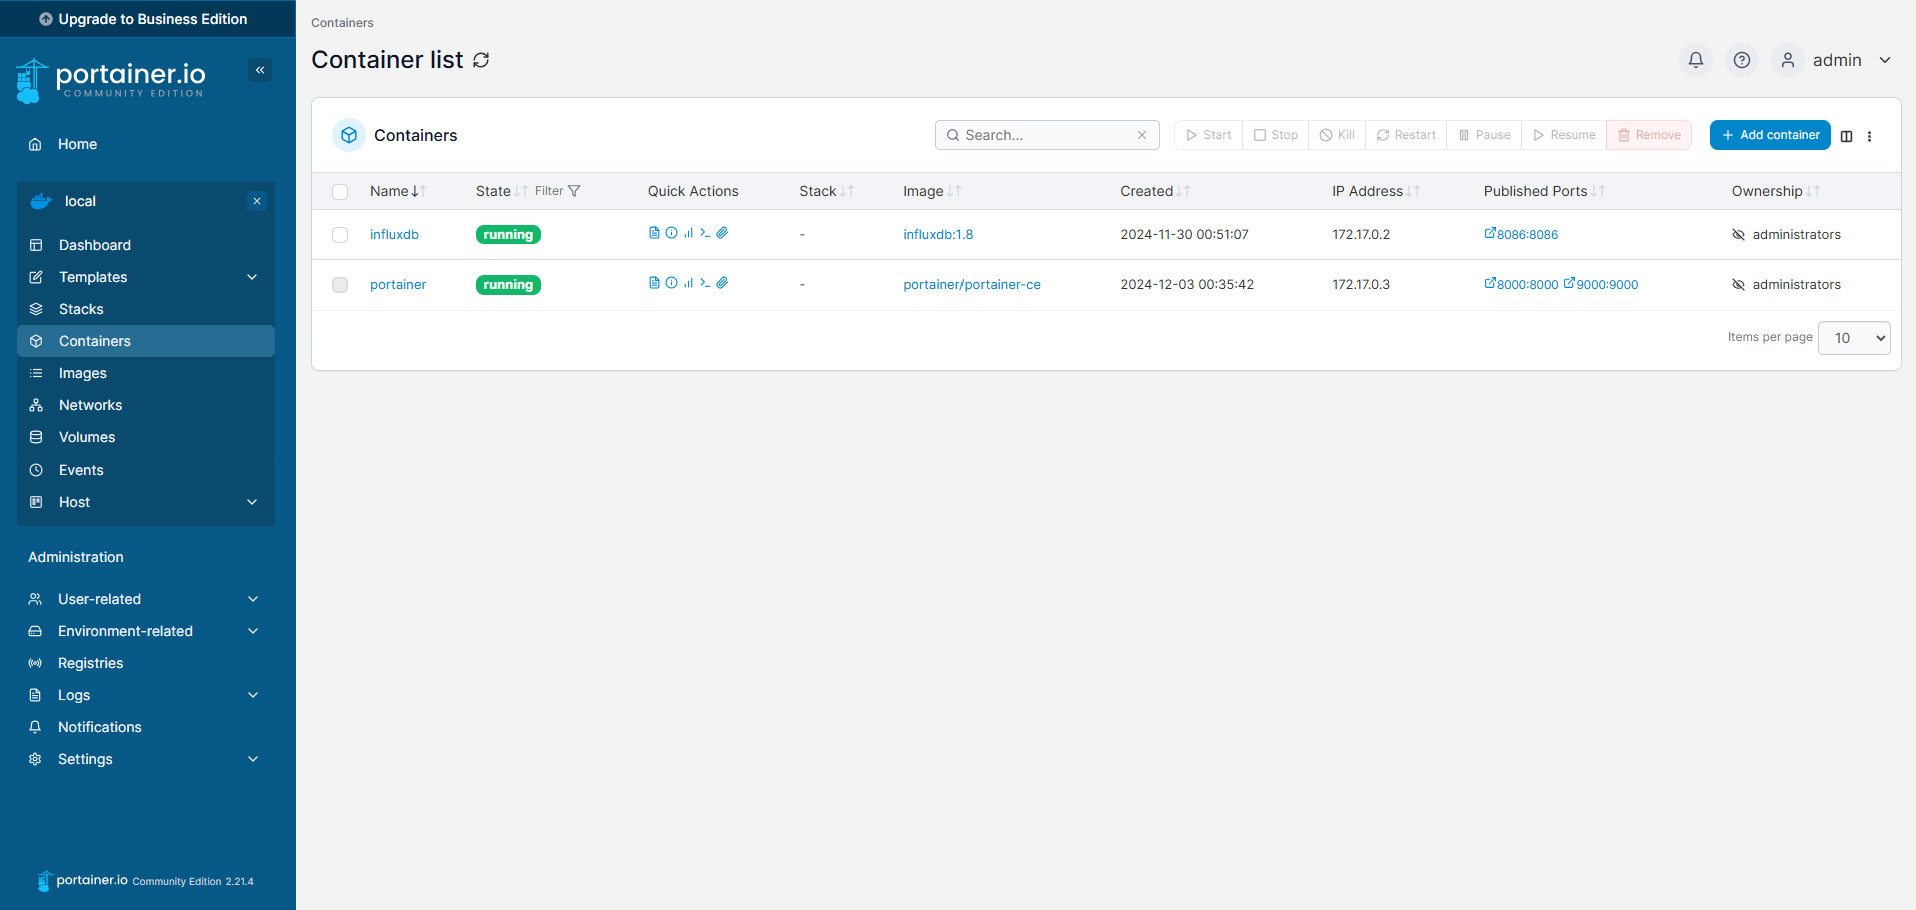 Upgrade to Business Edition
portainer.io
COMMUNITY EDITION
Home
local
Dashboard
Templates
Stacks
Containers
Images
Networks
Volumes
Events
Host
Administration
User-related
Environment-related
Registries
Logs
Notifications
Settings
portainer.io Community Edition 2.21.4
Containers
Container list
admin
Containers
Search...
Start Stop Kill Restart Pause Resume Remove
Add container
Name State Filter Quick Actions Stack Image Created IP Address Published Ports Ownership
influxdb running - influxdb:1.8 2024-11-30 00:51:07 172.17.0.2 8086:8086 administrators
portainer running - portainer/portainer-ce 2024-12-03 00:35:42 172.17.0.3 8000:8000 9000:9000 administrators
Items per page 10